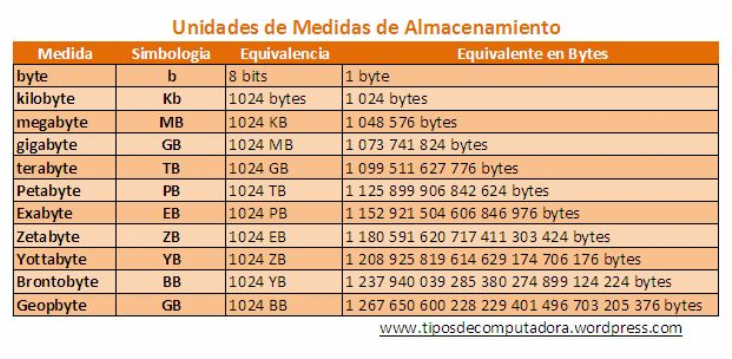 Unidades de Medidas de Almacenamiento
Medida Simbologia Equivalencia Equivalente en Bytes
byte b 8 bits 1 byte
kilobyte Kb 1024 bytes 1 024 bytes
megabyte MB 1024 KB 1 048 576 bytes
gigabyte GB 1024 MB 1 073 741 824 bytes
terabyte TB 1024 GB 1 099 511 627 776 bytes
Petabyte PB 1024 TB 1 125 899 906 842 624 bytes
Exabyte EB 1024 PB 1 152 921 504 606 846 976 bytes
Zetabyte ZB 1024 EB 1 180 591 620 717 411 303 424 bytes
Yottabyte YB 1024 ZB 1 208 925 819 614 629 174 706 176 bytes
Brontobyte BB 1024 YB 1 237 940 039 285 380 274 899 124 224 bytes
Geopbyte GB 1024 BB 1 267 650 600 228 229 401 496 703 205 376 bytes
www.tiposdecomputadora.wordpress.com